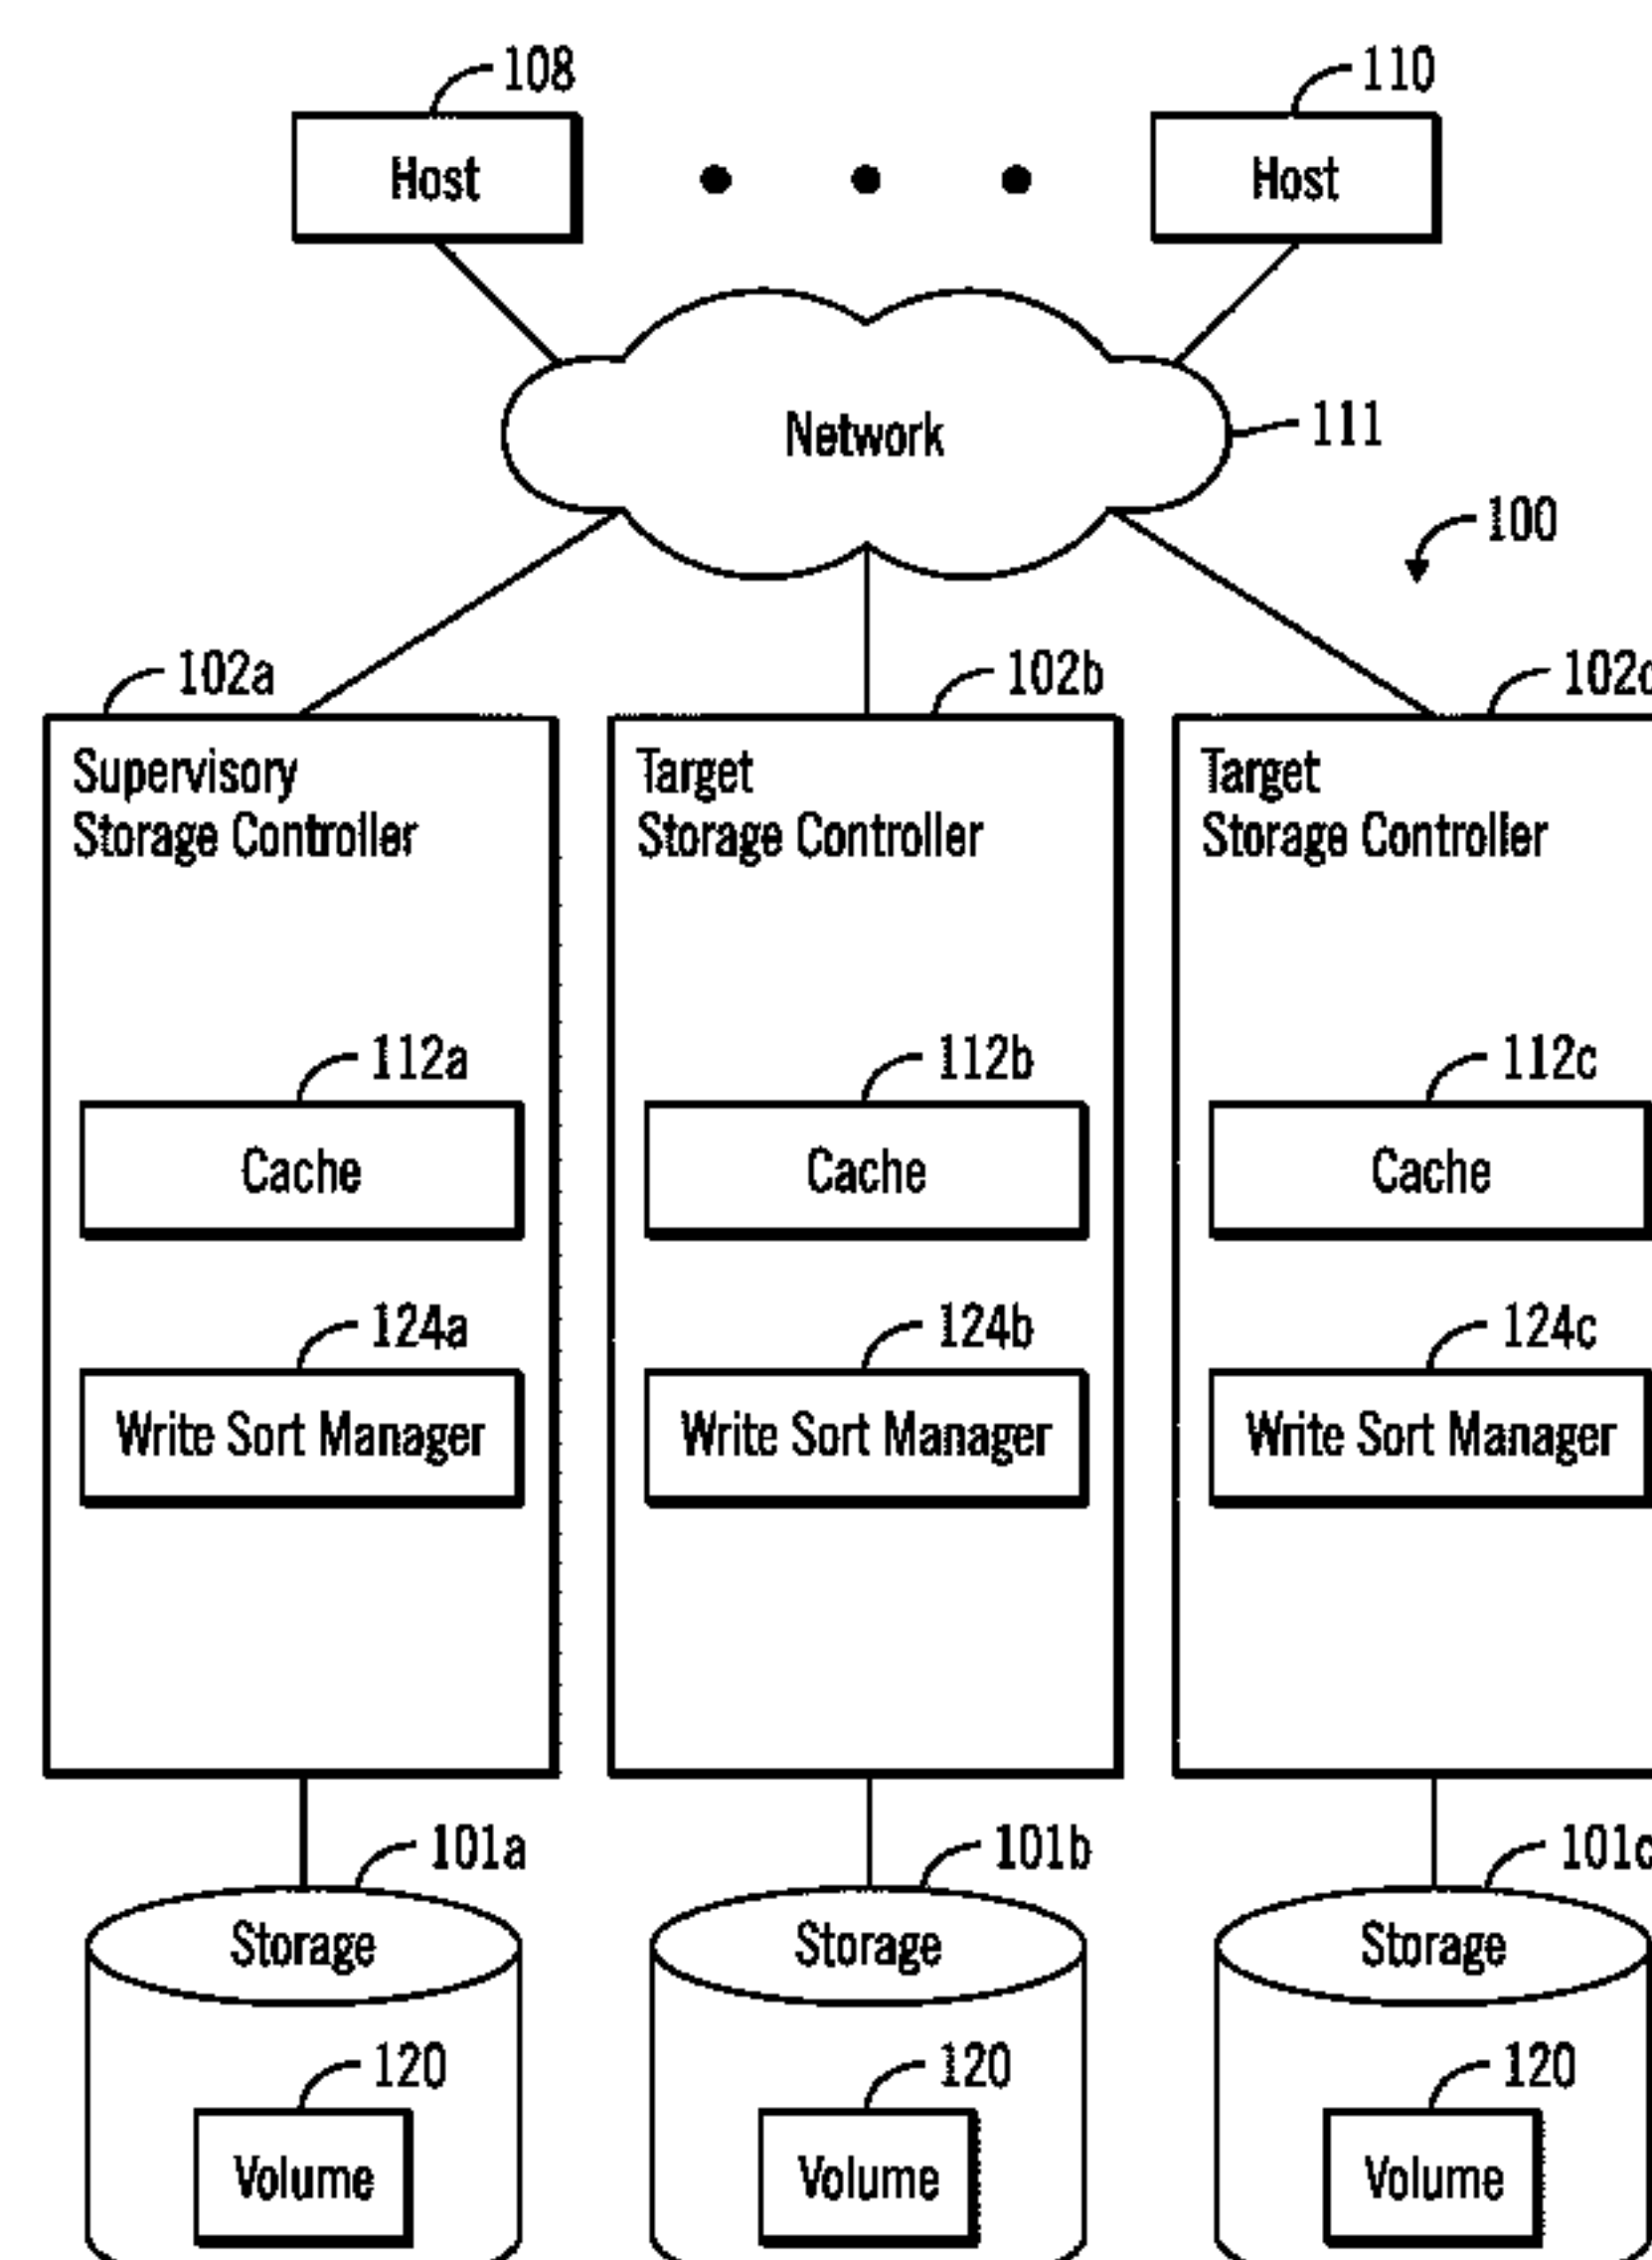 108
110
Host
Host
Network
111
100
102a
102b
Supervisory
Storage Controller
Target
Storage Controller
Target
Storage Controller
112a
112b
112c
Cache
Cache
Cache
124a
124b
124c
Write Sort Manager
Write Sort Manager
Write Sort Manager
101a
101b
Storage
Storage
Storage
120
120
120
Volume
Volume
Volume